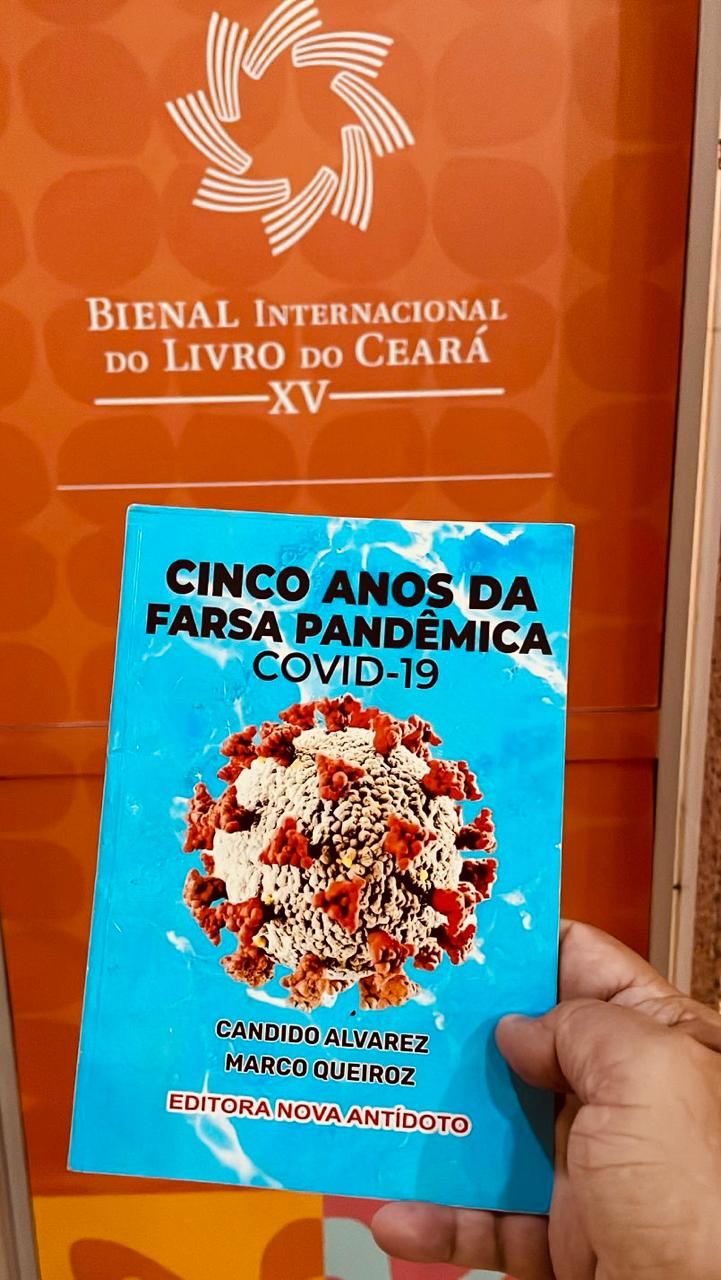 BIENAL INTERNACIONAL
DO LIVRO DO CEARÁ
XV
CINCO ANOS DA
FARSA PANDÊMICA
COVID-19
CANDIDO ALVAREZ
MARCO QUEIROZ
EDITORA NOVA ANTÍDOTO